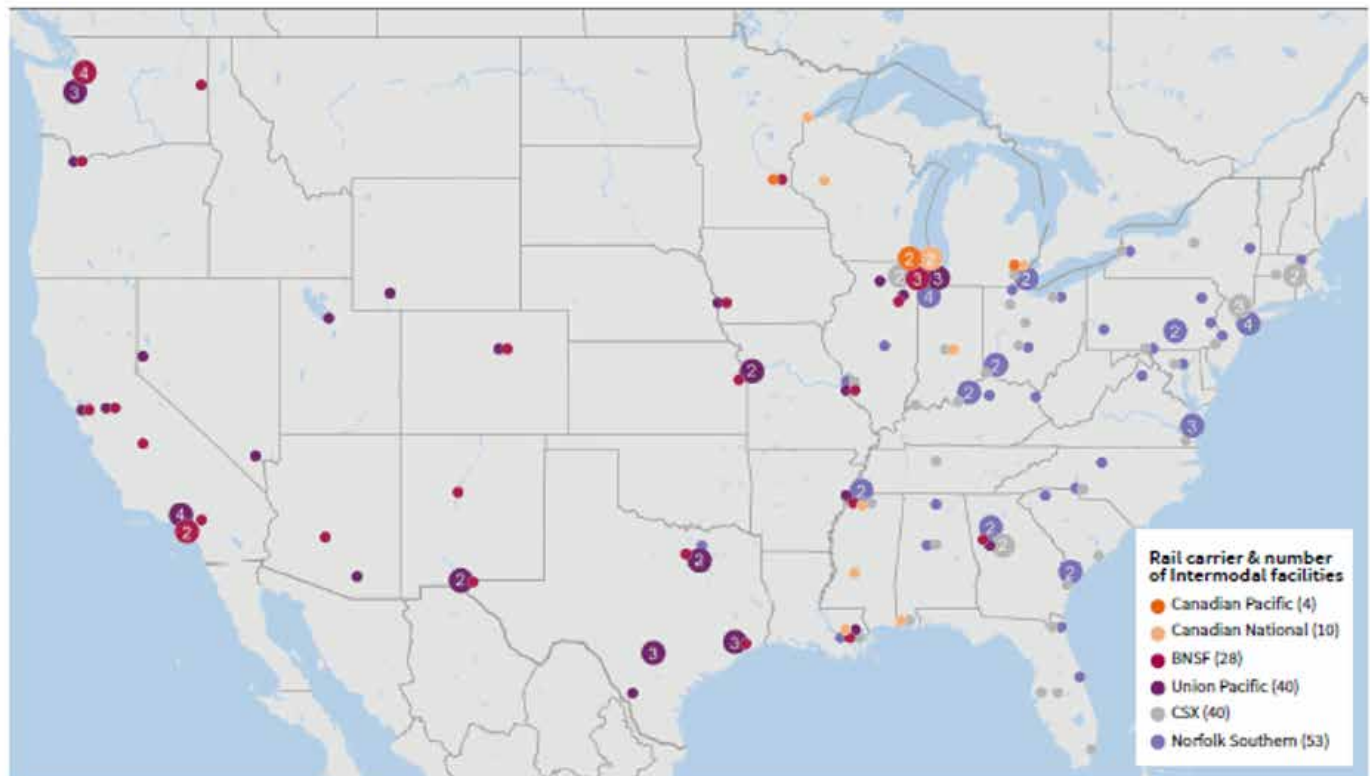 4
3
2 2
2 3 3 2
4
3
4
2
2
2
2
3
2
4
2
2
2
2
2
2
3
3
2
Rail carrier & number
of Intermodal facilities
Canadian Pacific (4)
Canadian National (10)
BNSF (28)
Union Pacific (40)
CSX (40)
Norfolk Southern (53)